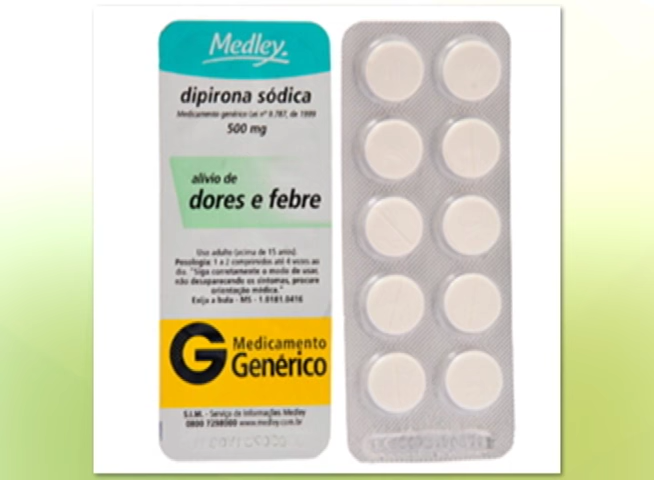 Medley.
dipirona sódica
Medicamento genérico Lei nº 9.787, de 1999
500 mg
alívio de
dores e febre
Uso adulto (acima de 15 anos).
Posologia: 1 a 2 comprimidos até 4 vezes ao
dia. "Siga corretamente o modo de usar,
não desaparecendo os sintomas, procure
orientação médica."
Exija a bula - MS - 1.0181.0416
G Medicamento
Genérico
S.I.M. - Serviço de Informações Medley
0800 7298000 www.medley.com.br